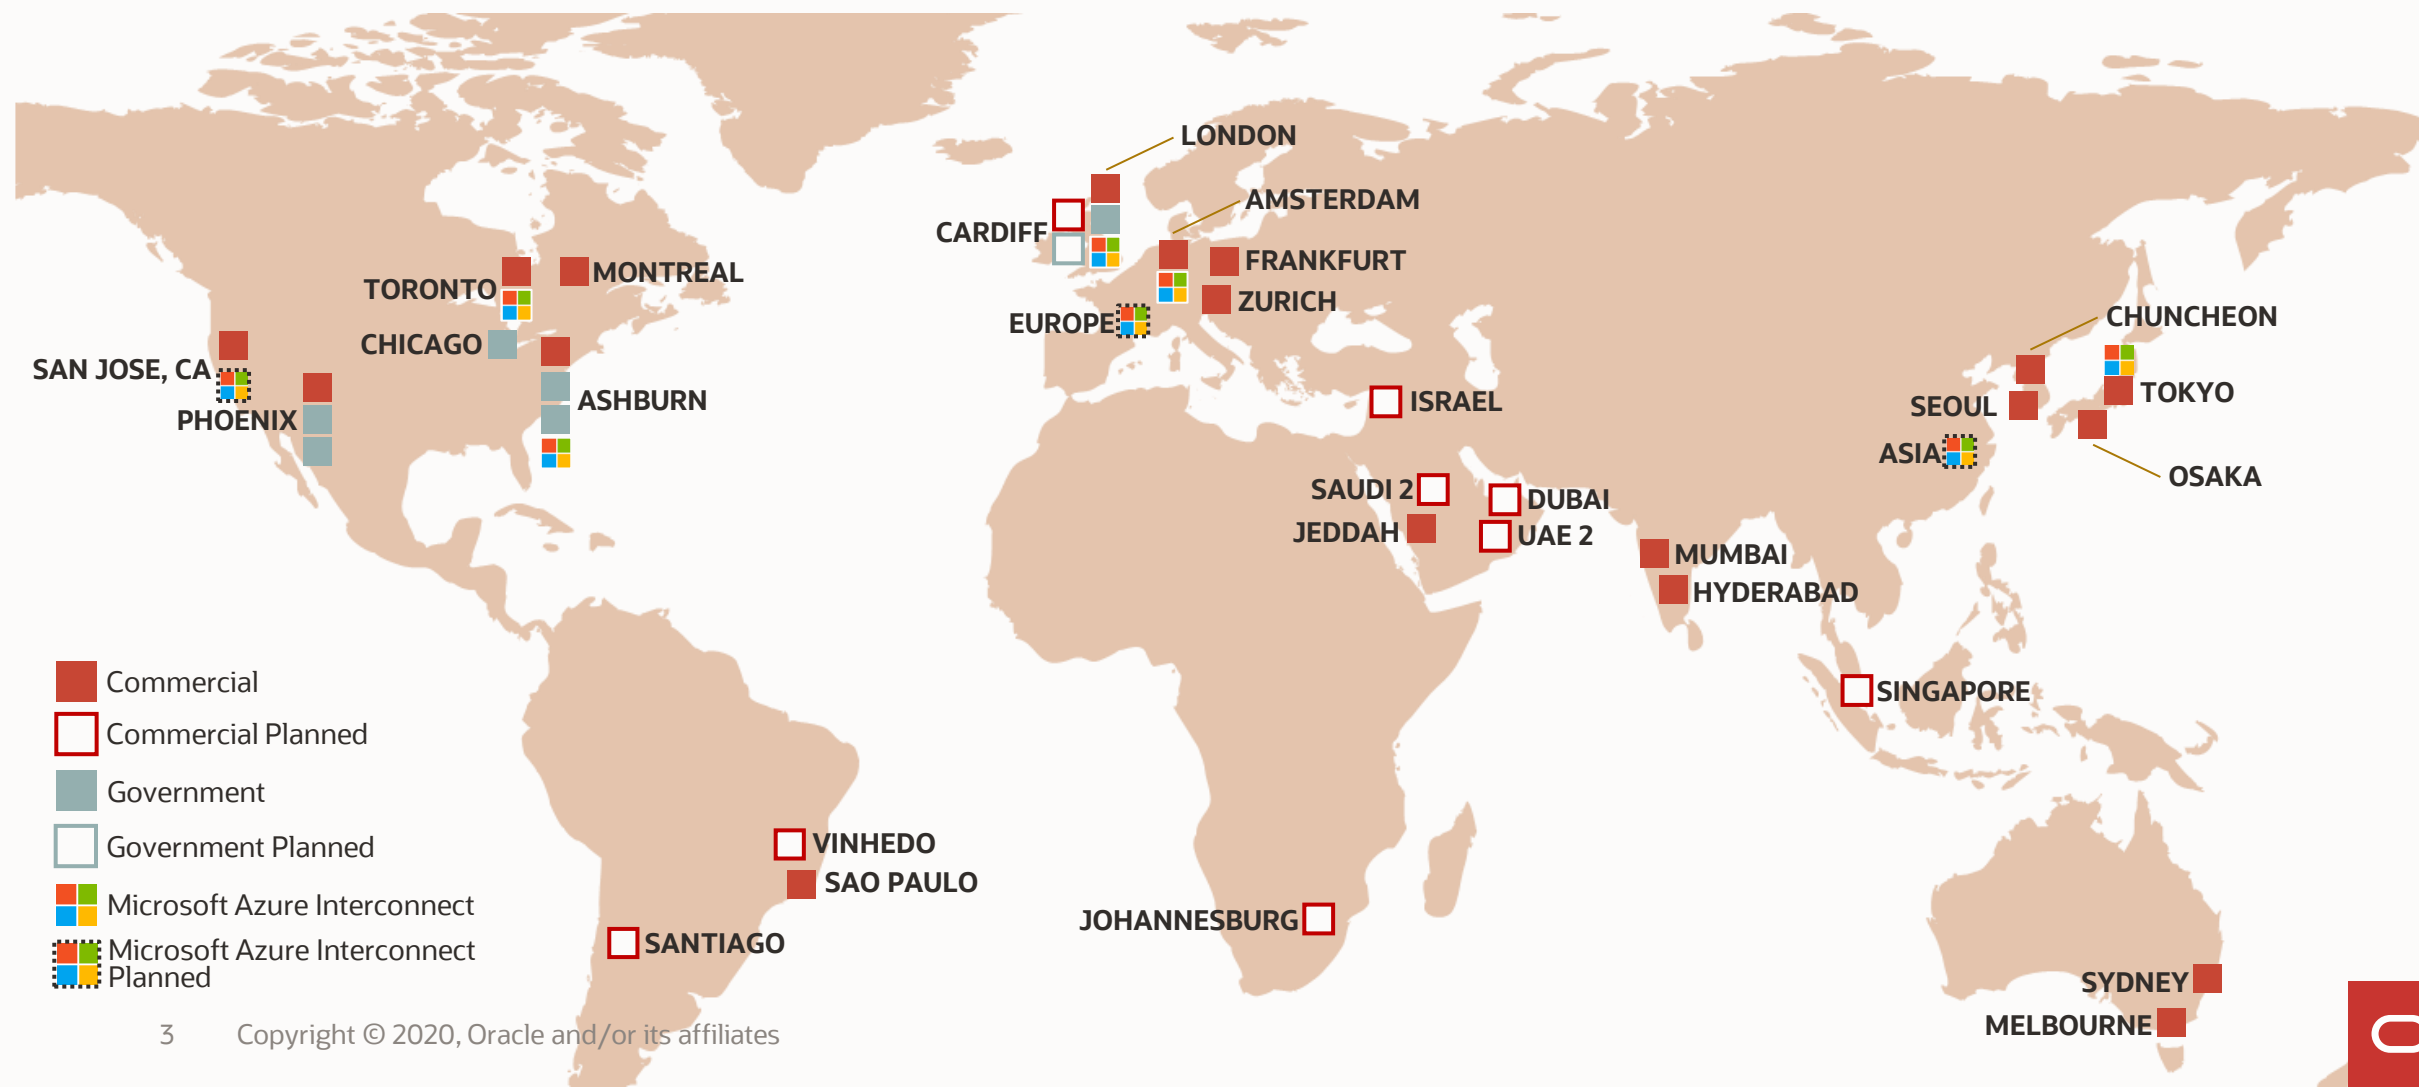 LONDON
AMSTERDAM
CARDIFF
FRANKFURT
MONTREAL
TORONTO
ZURICH
CHUNCHEON
EUROPE
CHICAGO
SAN JOSE, CA
TOKYO
ASHBURN
ISRAEL
SEOUL
PHOENIX
ASIA
OSAKA
SAUDI 2
DUBAI
JEDDAH
UAE 2
MUMBAI
HYDERABAD
SINGAPORE
Commercial
Commercial Planned
Government
Government Planned
Microsoft Azure Interconnect
Microsoft Azure Interconnect
Planned
VINHEDO
SAO PAULO
JOHANNESBURG
SANTIAGO
SYDNEY
MELBOURNE
3 Copyright © 2020, Oracle and/or its affiliates